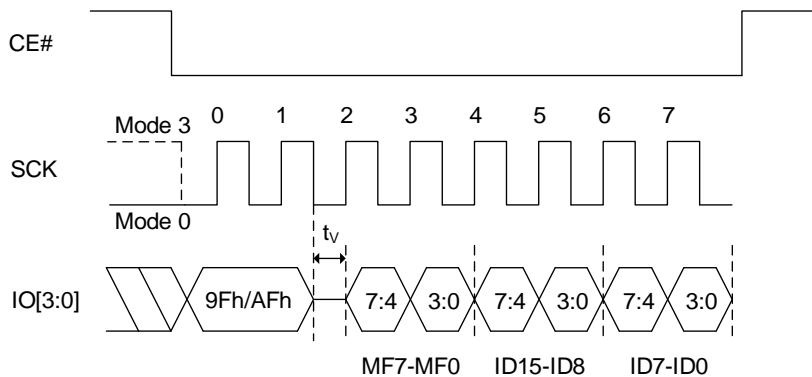 CE#
0 1 2 3 4 5 6 7
Mode 3
SCK
Mode 0
tV
IO[3:0] 9Fh/AFh 7:4 3:0 7:4 3:0 7:4 3:0
MF7-MF0 ID15-ID8 ID7-ID0